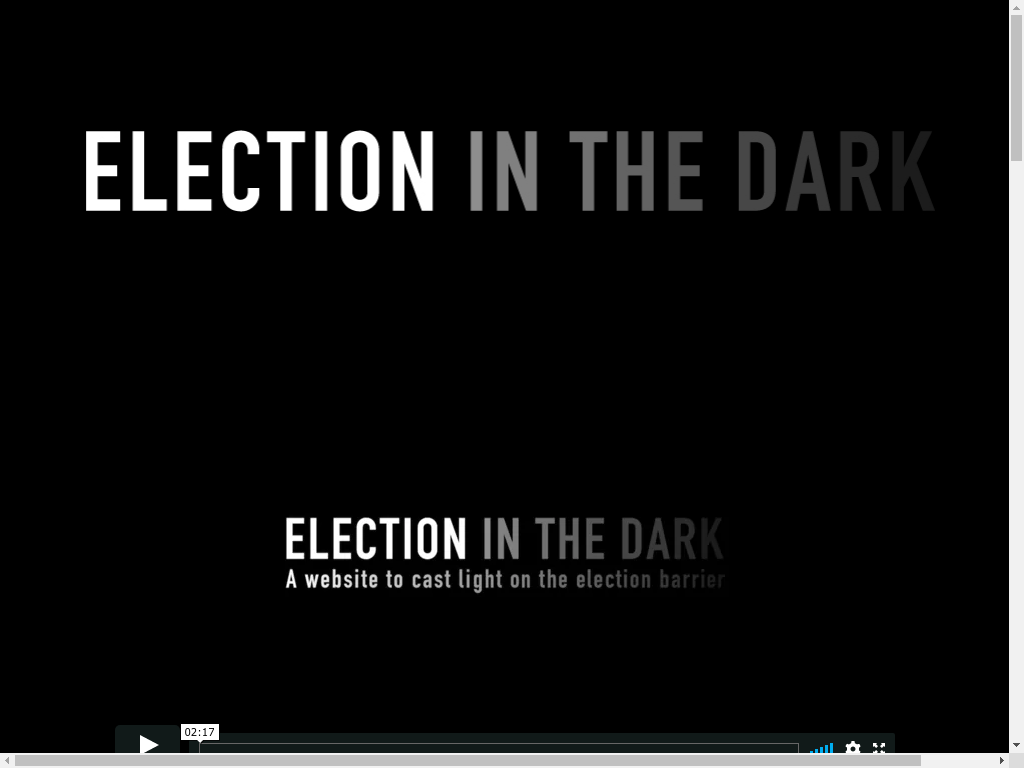 ELECTION IN THE DARK
ELECTION IN THE DARK
A website to cast light on the election barrier
02:17